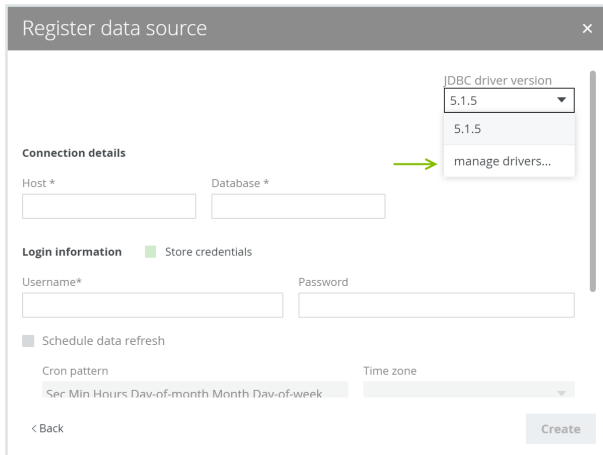 Register data source
×
JDBC driver version
5.1.5
5.1.5
manage drivers...
Connection details
Host * Database *
Login information Store credentials
Username* Password
Schedule data refresh
Cron pattern Time zone
Sec Min Hours Day-of-month Month Day-of-week
< Back Create